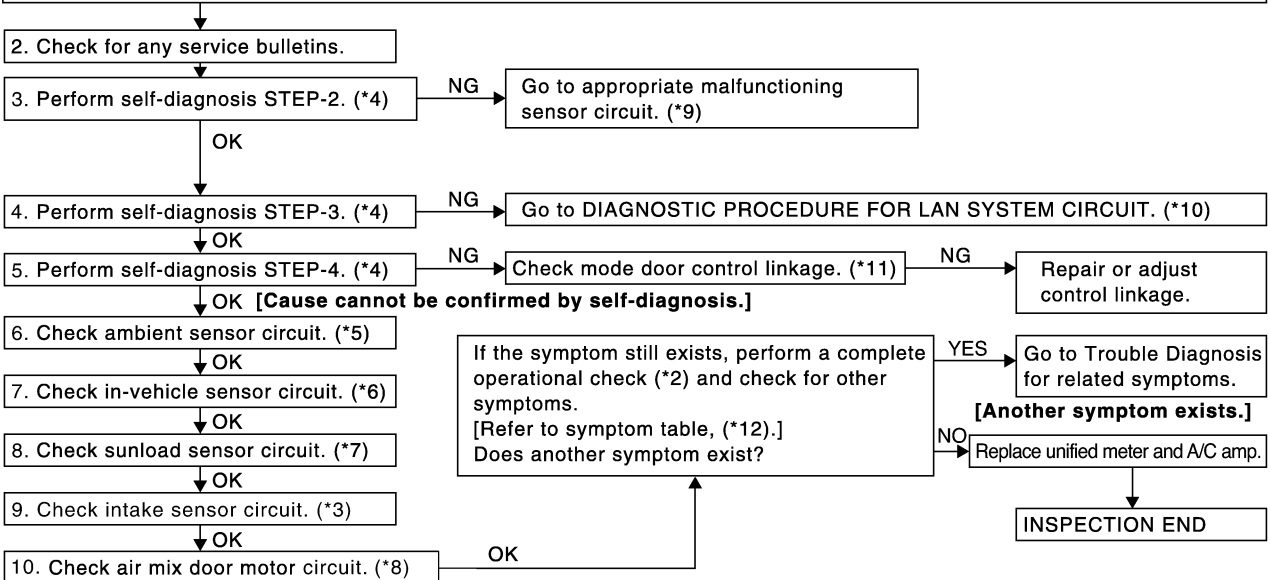 2. Check for any service bulletins.
3. Perform self-diagnosis STEP-2. (*4)
NG
Go to appropriate malfunctioning
sensor circuit. (*9)
OK
4. Perform self-diagnosis STEP-3. (*4)
NG
Go to DIAGNOSTIC PROCEDURE FOR LAN SYSTEM CIRCUIT. (*10)
OK
5. Perform self-diagnosis STEP-4. (*4)
NG
Check mode door control linkage. (*11)
NG
Repair or adjust
control linkage.
OK [Cause cannot be confirmed by self-diagnosis.]
6. Check ambient sensor circuit. (*5)
OK
7. Check in-vehicle sensor circuit. (*6)
OK
8. Check sunload sensor circuit. (*7)
OK
9. Check intake sensor circuit. (*3)
OK
10. Check air mix door motor circuit. (*8)
OK
If the symptom still exists, perform a complete
operational check (*2) and check for other
symptoms.
[Refer to symptom table, (*12).]
Does another symptom exist?
YES
Go to Trouble Diagnosis
for related symptoms.
[Another symptom exists.]
NO
Replace unified meter and A/C amp.
INSPECTION END